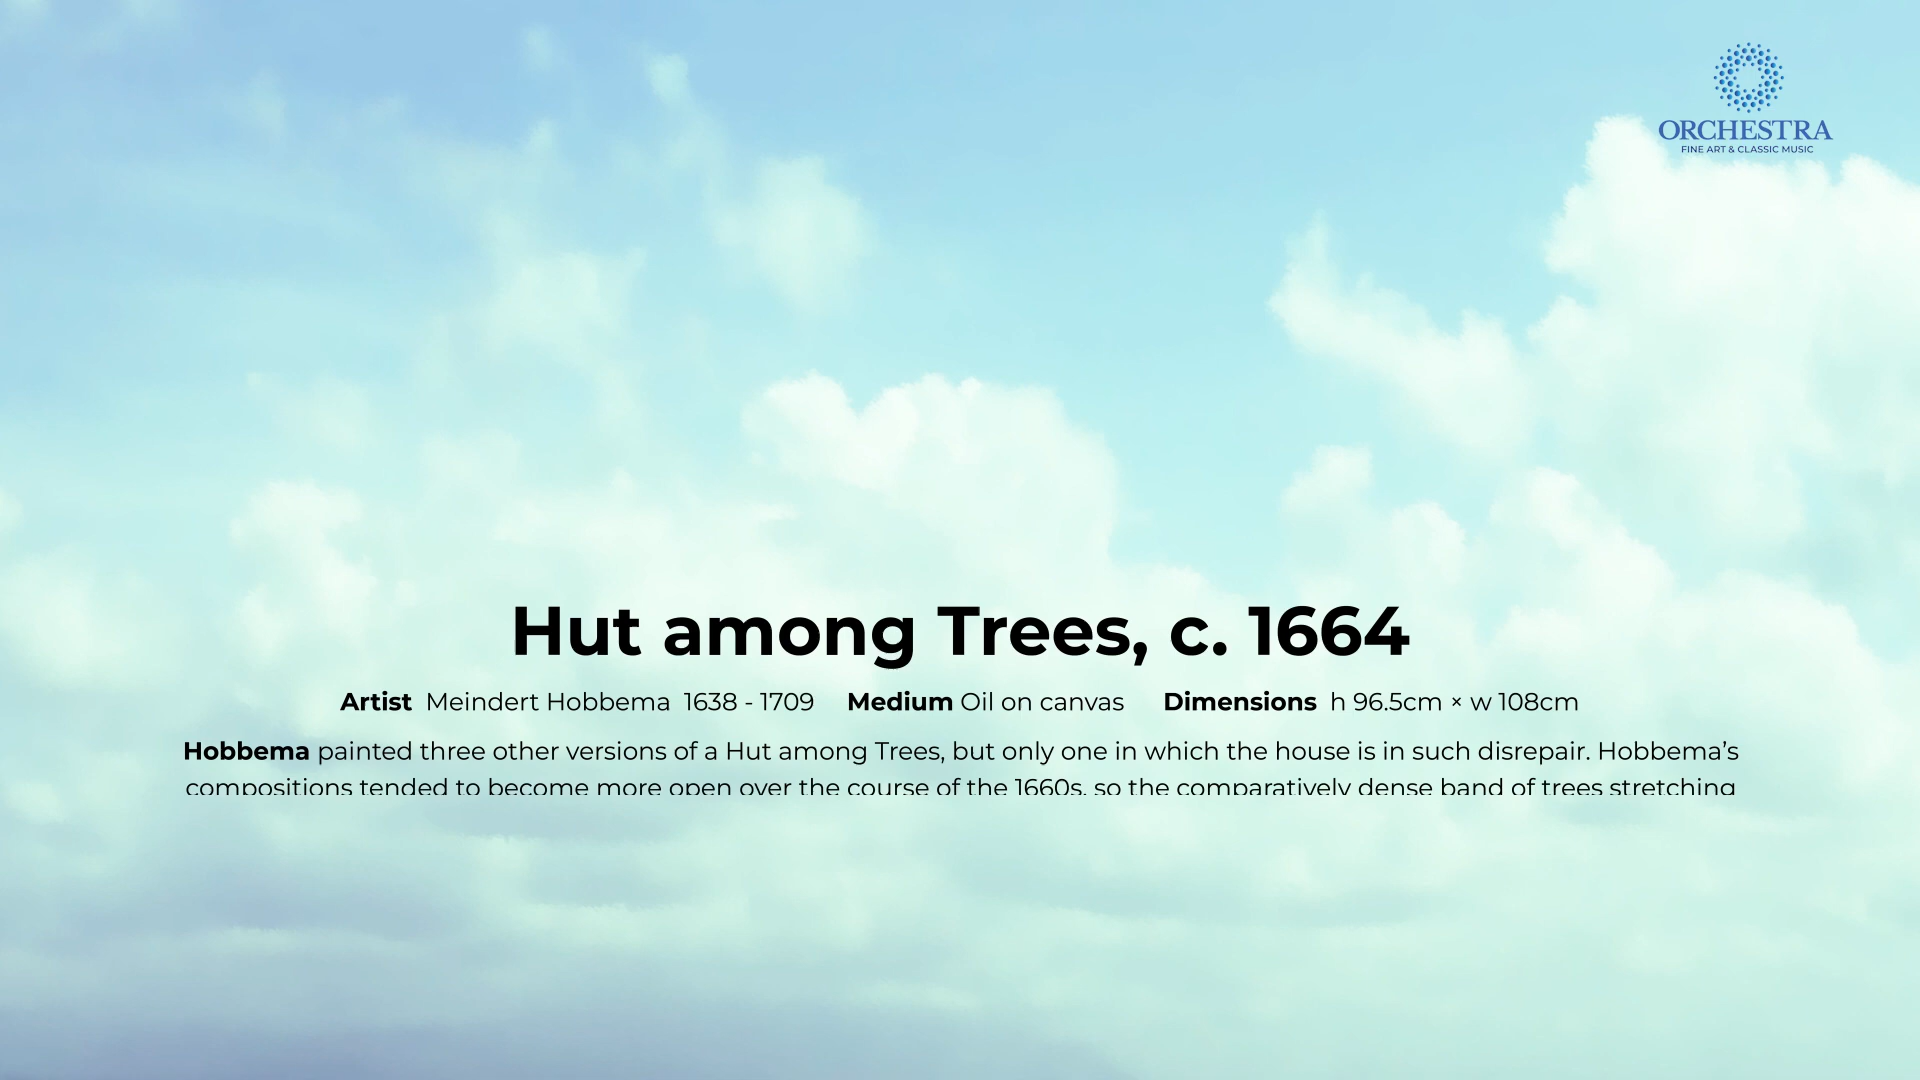 ORCHESTRA
FINE ART & CLASSIC MUSIC
Hut among Trees, c. 1664
Artist Meindert Hobbema 1638 - 1709 Medium Oil on canvas Dimensions h 96.5cm × w 108cm
Hobbema painted three other versions of a Hut among Trees, but only one in which the house is in such disrepair. Hobbema’s
compositions tended to become more open over the course of the 1660s, so the comparatively dense band of trees stretching